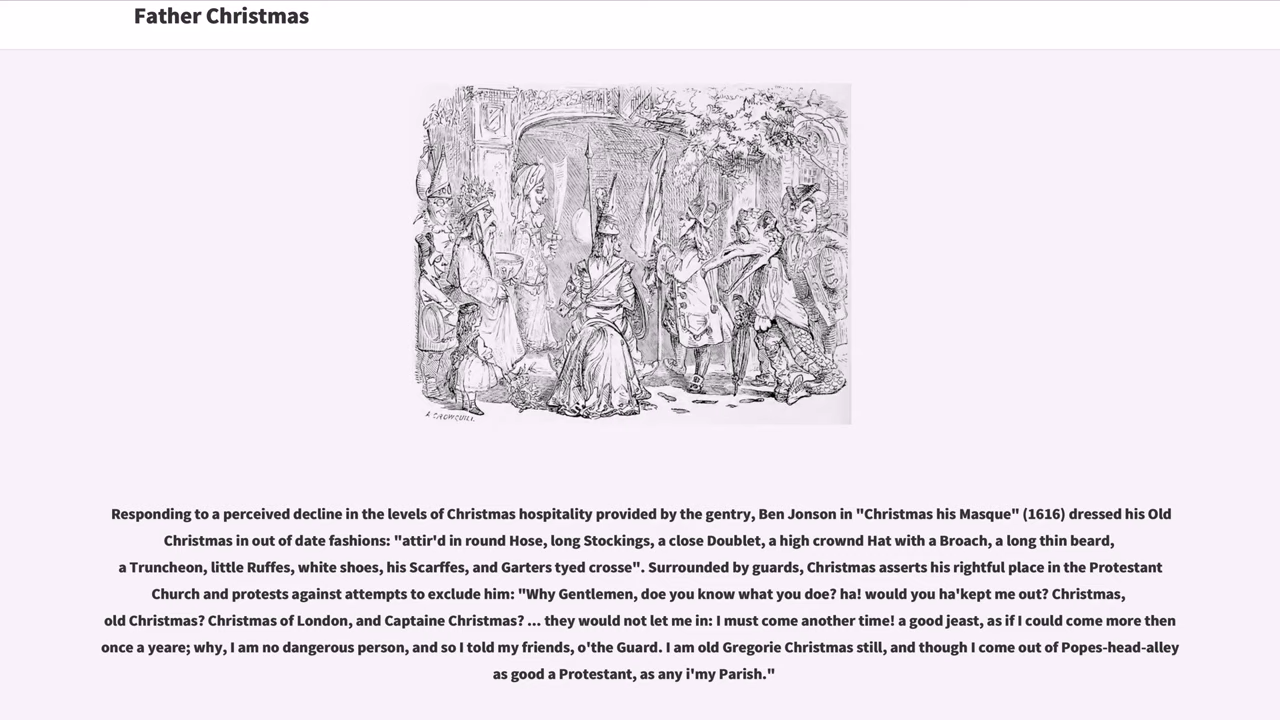 Father Christmas
A. CROWQUILL.
Responding to a perceived decline in the levels of Christmas hospitality provided by the gentry, Ben Jonson in "Christmas his Masque" (1616) dressed his Old
Christmas in out of date fashions: "attir'd in round Hose, long Stockings, a close Doublet, a high crownd Hat with a Broach, a long thin beard,
a Truncheon, little Ruffes, white shoes, his Scarffes, and Garters tyed crosse". Surrounded by guards, Christmas asserts his rightful place in the Protestant
Church and protests against attempts to exclude him: "Why Gentlemen, doe you know what you doe? ha! would you ha'kept me out? Christmas,
old Christmas? Christmas of London, and Captaine Christmas? ... they would not let me in: I must come another time! a good jeast, as if I could come more then
once a yeare; why, I am no dangerous person, and so I told my friends, o'the Guard. I am old Gregorie Christmas still, and though I come out of Popes-head-alley
as good a Protestant, as any i'my Parish."